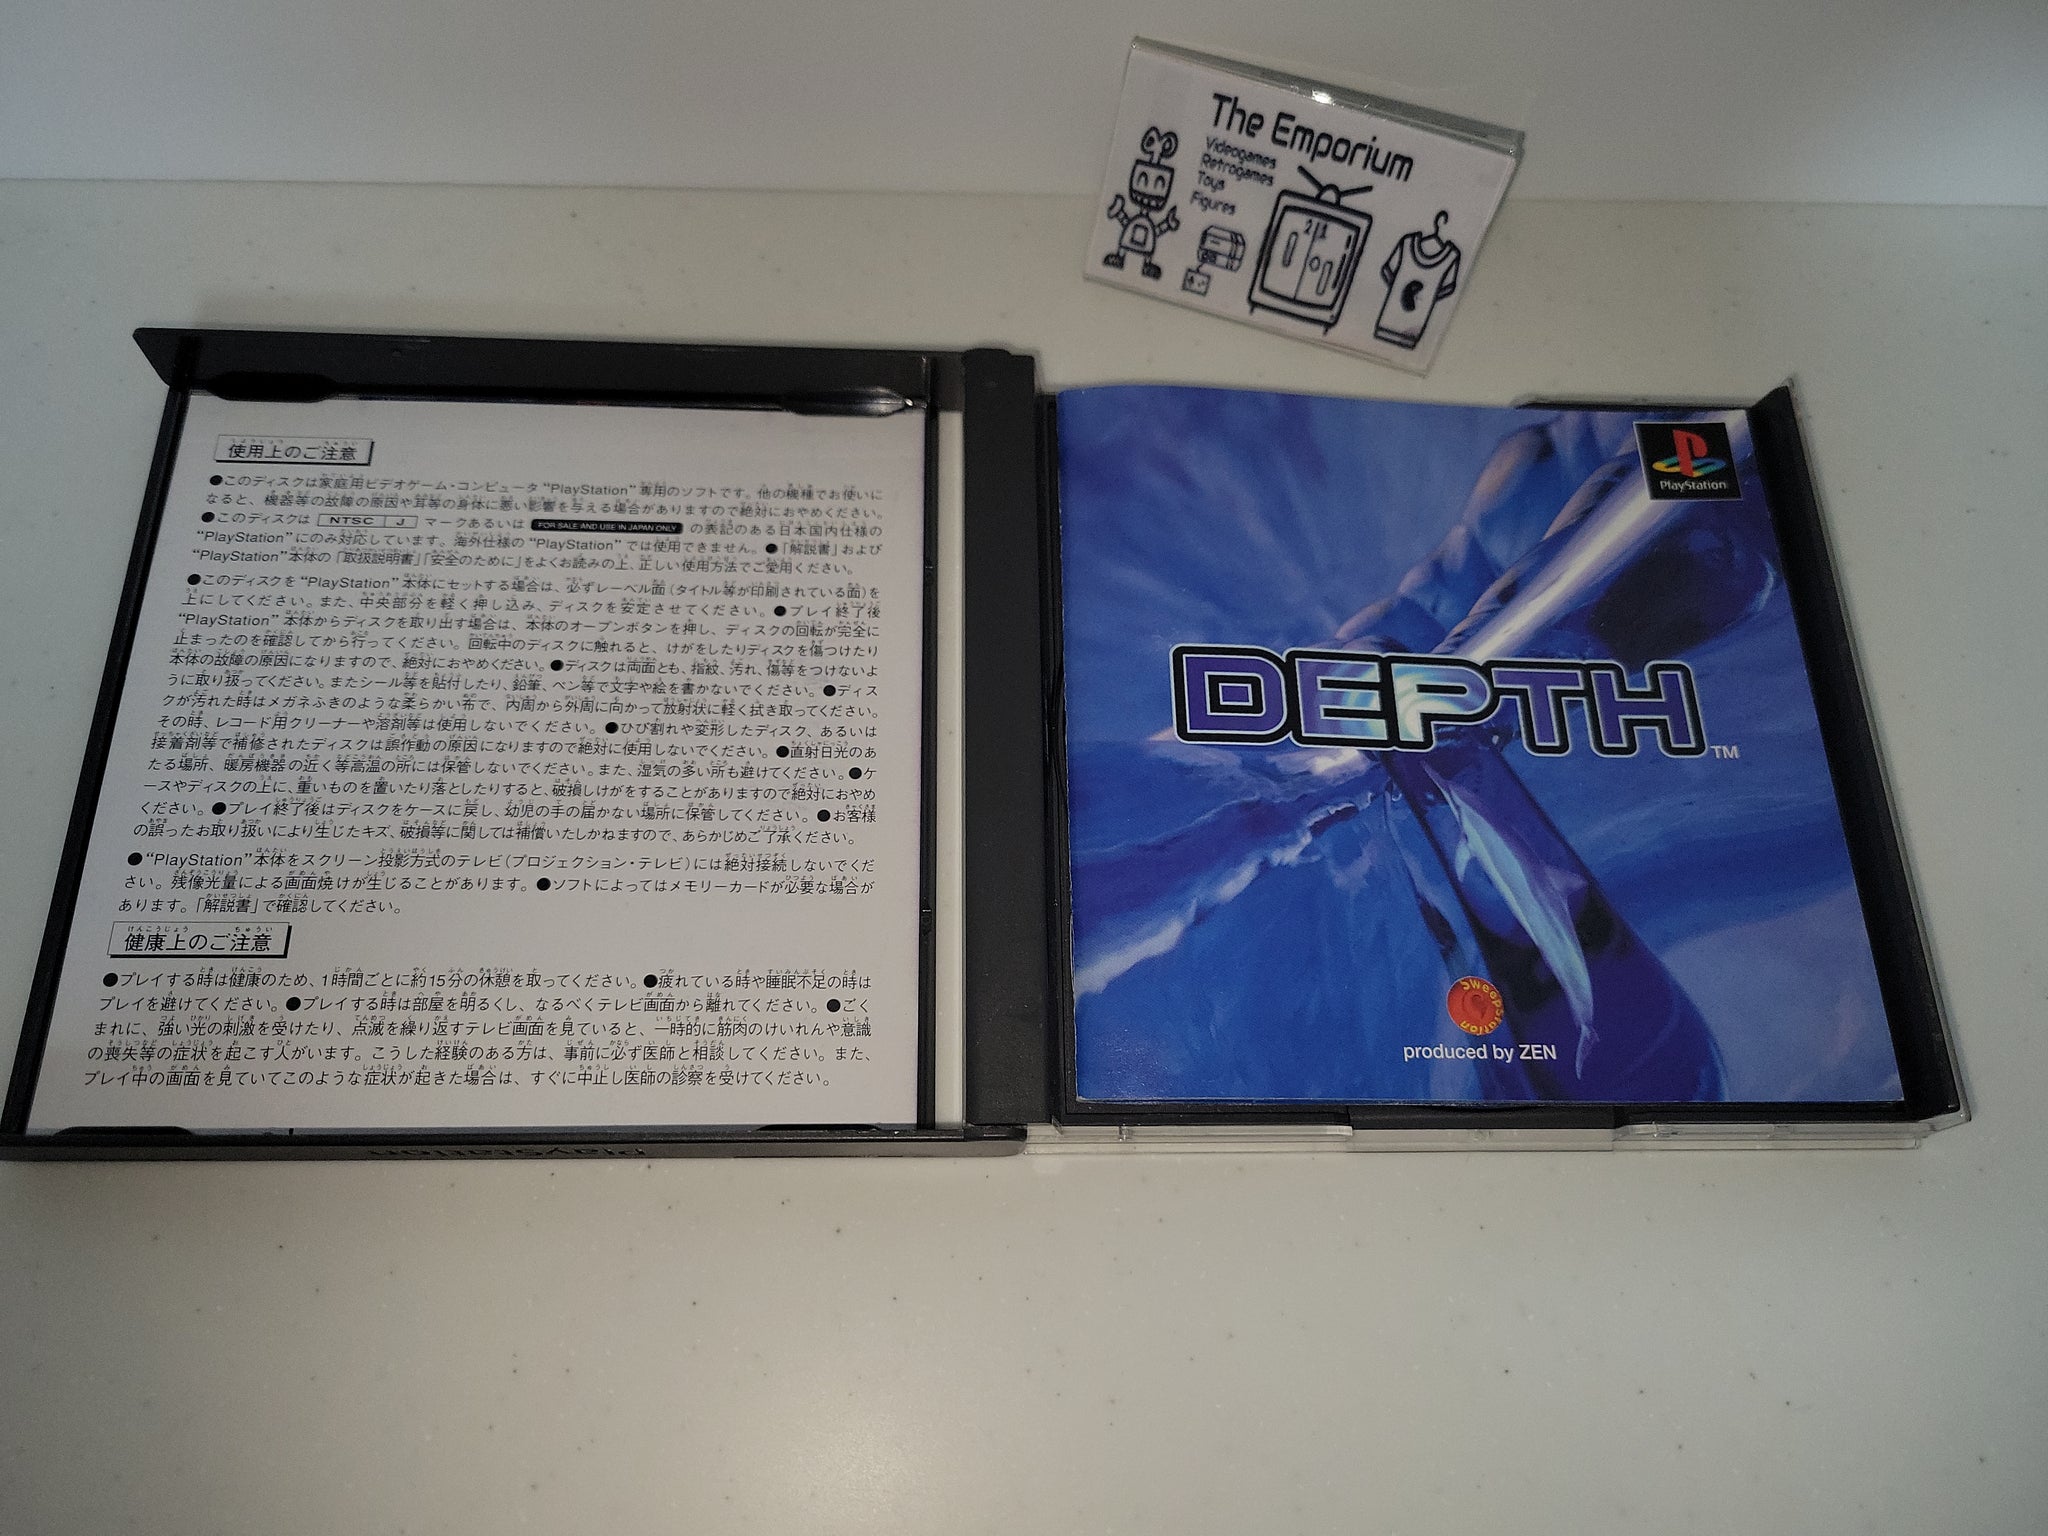 The Emporium
Videogames
Retrogames
Toys
Figures
使用上のご注意
●このディスクは家庭用ビデオゲーム・コンピュータ“PlayStation”専用のソフトです。他の機種でお使いに
なると、機器等の故障の原因や耳等の身体に悪い影響を与える場合がありますので絶対におやめください。
●このディスクは NTSC J マークあるいは FOR SALE AND USE IN JAPAN ONLY の表記のある日本国内仕様の
“PlayStation”にのみ対応しています。海外仕様の“PlayStation”では使用できません。●「解説書」および
“PlayStation”本体の「取扱説明書」「安全のために」をよくお読みの上、正しい使用方法でご愛用ください。
●このディスクを“PlayStation”本体にセットする場合は、必ずレーベル面(タイトル等が印刷されている面)を
上にしてください。また、中央部分を軽く押し込み、ディスクを安定させてください。●プレイ終了後
“PlayStation”本体からディスクを取り出す場合は、本体のオープンボタンを押し、ディスクの回転が完全に
止まったのを確認してから行ってください。回転中のディスクに触れると、けがをしたりディスクを傷つけたり
本体の故障の原因になりますので、絶対におやめください。●ディスクは両面とも、指紋、汚れ、傷等をつけないよ
うに取り扱ってください。またシール等を貼付したり、鉛筆、ペン等で文字や絵を書かないでください。●ディス
クが汚れた時はメガネふきのような柔らかい布で、内周から外周に向かって放射状に軽く拭き取ってください。
その時、レコード用クリーナーや溶剤等は使用しないでください。●ひび割れや変形したディスク、あるいは
接着剤等で補修されたディスクは誤作動の原因になりますので絶対に使用しないでください。●直射日光のあ
たる場所、暖房機器の近く等高温の所には保管しないでください。また、湿気の多い所も避けてください。●ケ
ースやディスクの上に、重いものを置いたり落としたりすると、破損しけがをすることがありますので絶対におやめ
ください。●プレイ終了後はディスクをケースに戻し、幼児の手の届かない場所に保管してください。●お客様
の誤ったお取り扱いにより生じたキズ、破損等に関しては補償いたしかねますので、あらかじめご了承ください。
●“PlayStation”本体をスクリーン投影方式のテレビ(プロジェクション・テレビ)には絶対接続しないでくだ
さい。残像光量による画面焼けが生じることがあります。●ソフトによってはメモリーカードが必要な場合が
あります。「解説書」で確認してください。
健康上のご注意
●プレイする時は健康のため、1時間ごとに約15分の休憩を取ってください。●疲れている時や睡眠不足の時は
プレイを避けてください。●プレイする時は部屋を明るくし、なるべくテレビ画面から離れてください。●ごく
まれに、強い光の刺激を受けたり、点滅を繰り返すテレビ画面を見ていると、一時的に筋肉のけいれんや意識
の喪失等の症状を起こす人がいます。こうした経験のある方は、事前に必ず医師と相談してください。また、
プレイ中の画面を見ていてこのような症状が起きた場合は、すぐに中止し医師の診察を受けてください。
PlayStation
PlayStation
DEPTH™
Sweepstation
produced by ZEN